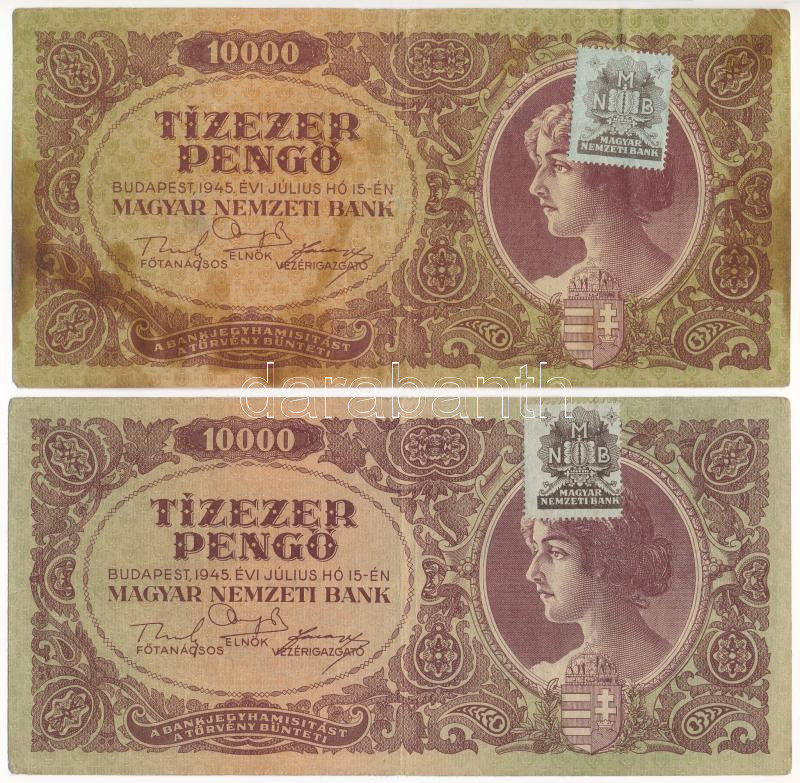 10000
TÍZEZER
PENGŐ
BUDAPEST, 1945. ÉVI JÚLIUS HÓ 15-ÉN
MAGYAR NEMZETI BANK
FŐTANÁCSOS ELNÖK VEZÉRIGAZGATÓ
A BANKJEGYHAMISÍTÁST
A TÖRVÉNY BÜNTETI
M
N B
MAGYAR
NEMZETI BANK
darabanth
10000
TÍZEZER
PENGŐ
BUDAPEST, 1945. ÉVI JÚLIUS HÓ 15-ÉN
MAGYAR NEMZETI BANK
FŐTANÁCSOS ELNÖK VEZÉRIGAZGATÓ
A BANKJEGYHAMISÍTÁST
A TÖRVÉNY BÜNTETI
M
N B
MAGYAR
NEMZETI BANK